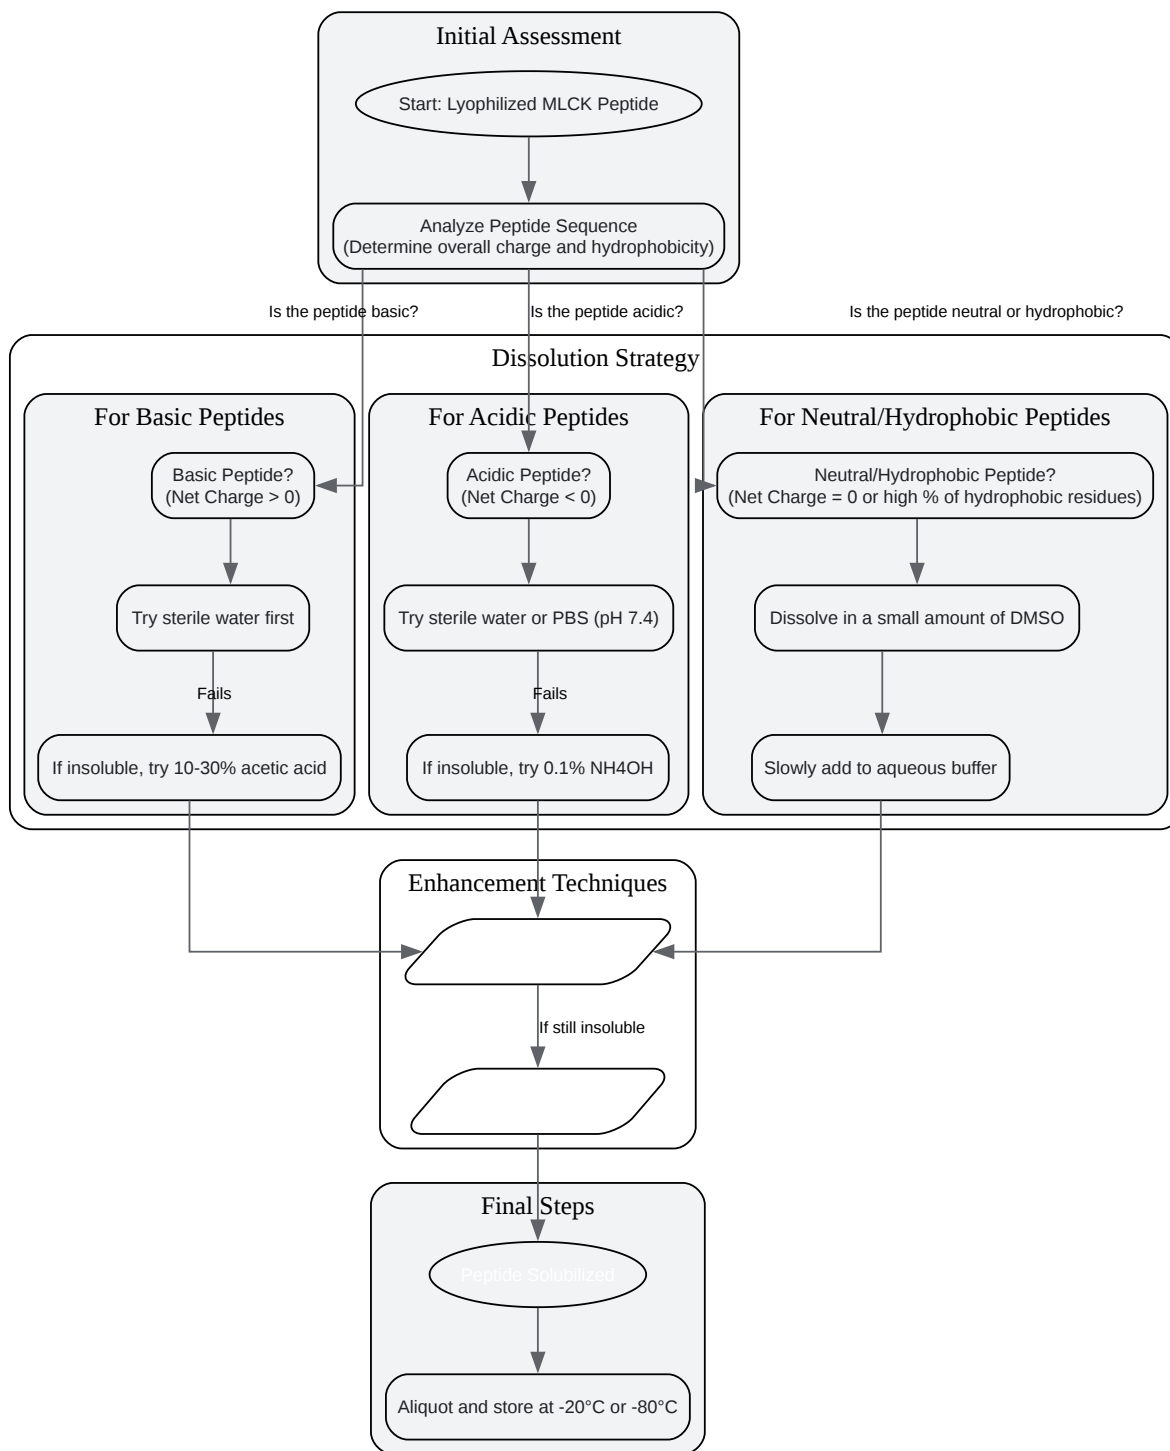 Initial Assessment
Start: Lyophilized MLCK Peptide
Analyze Peptide Sequence
(Determine overall charge and hydrophobicity)
Is the peptide basic?
Is the peptide acidic?
Is the peptide neutral or hydrophobic?
Dissolution Strategy
For Basic Peptides
For Acidic Peptides
For Neutral/Hydrophobic Peptides
Basic Peptide?
(Net Charge > 0)
Acidic Peptide?
(Net Charge < 0)
Neutral/Hydrophobic Peptide?
(Net Charge = 0 or high % of hydrophobic residues)
Try sterile water first
Try sterile water or PBS (pH 7.4)
Dissolve in a small amount of DMSO
Fails
Fails
If insoluble, try 10-30% acetic acid
If insoluble, try 0.1% NH4OH
Slowly add to aqueous buffer
Enhancement Techniques
If still insoluble
Final Steps
Peptide Solubilized
Aliquot and store at -20°C or -80°C